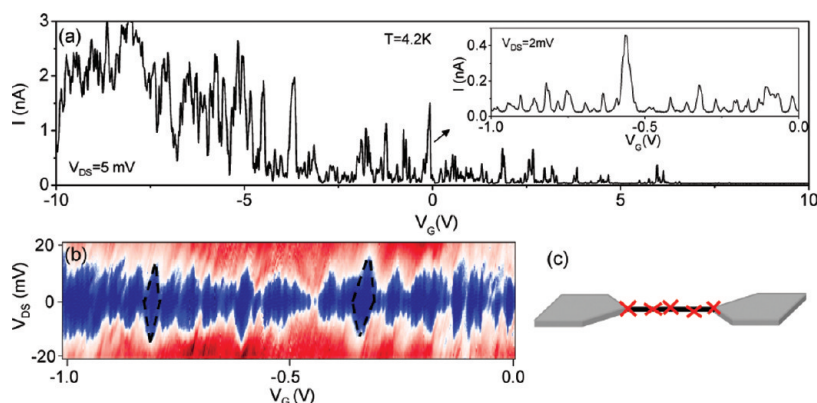 (a)
T=4.2K
V_DS=5 mV
I (nA)
3
2
1
0
-10
-5
0
5
10
V_G(V)
V_DS=2mV
I (nA)
0.4
0.2
0.0
-1.0
-0.5
0.0
V_G(V)
(b)
V_DS (mV)
20
0
-20
-1.0
-0.5
0.0
V_G(V)
(c)